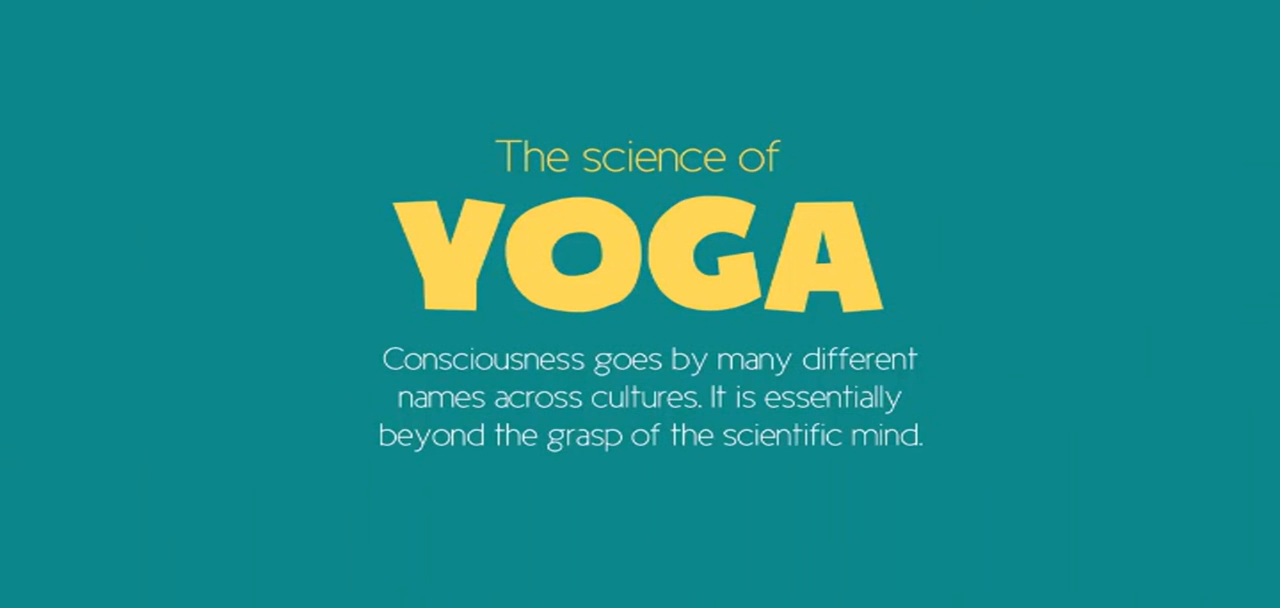 The science of
YOGA
Consciousness goes by many different
names across cultures. It is essentially
beyond the grasp of the scientific mind.